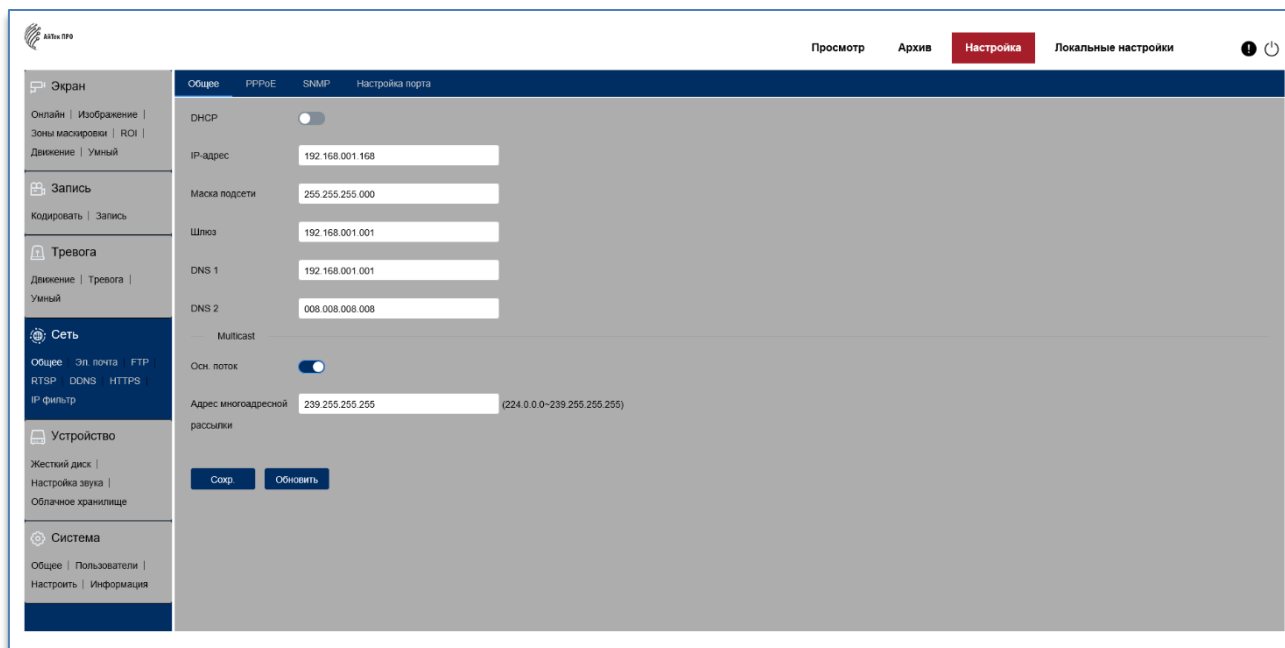 АйТек ПРО
Просмотр Архив Настройка Локальные настройки
Экран
Онлайн | Изображение |
Зоны маскировки | ROI |
Движение | Умный
Запись
Кодировать | Запись
Тревога
Движение | Тревога |
Умный
Сеть
Общее | Эл. почта | FTP |
RTSP | DDNS | HTTPS |
IP фильтр
Устройство
Жесткий диск |
Настройка звука |
Облачное хранилище
Система
Общее | Пользователи |
Настроить | Информация
Общее PPPoE SNMP Настройка порта
DHCP
IP-адрес 192.168.001.168
Маска подсети 255.255.255.000
Шлюз 192.168.001.001
DNS 1 192.168.001.001
DNS 2 008.008.008.008
Multicast
Осн. поток
Адрес многоадресной 239.255.255.255 (224.0.0.0~239.255.255.255)
рассылки
Сохр. Обновить